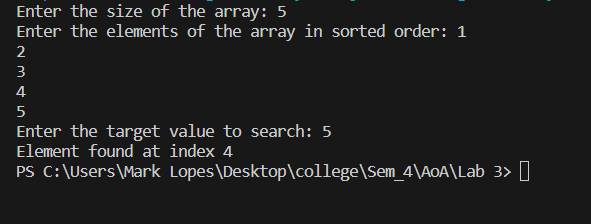 Enter the size of the array: 5
Enter the elements of the array in sorted order: 1
2
3
4
5
Enter the target value to search: 5
Element found at index 4
PS C:\Users\Mark Lopes\Desktop\college\Sem_4\AoA\Lab 3>